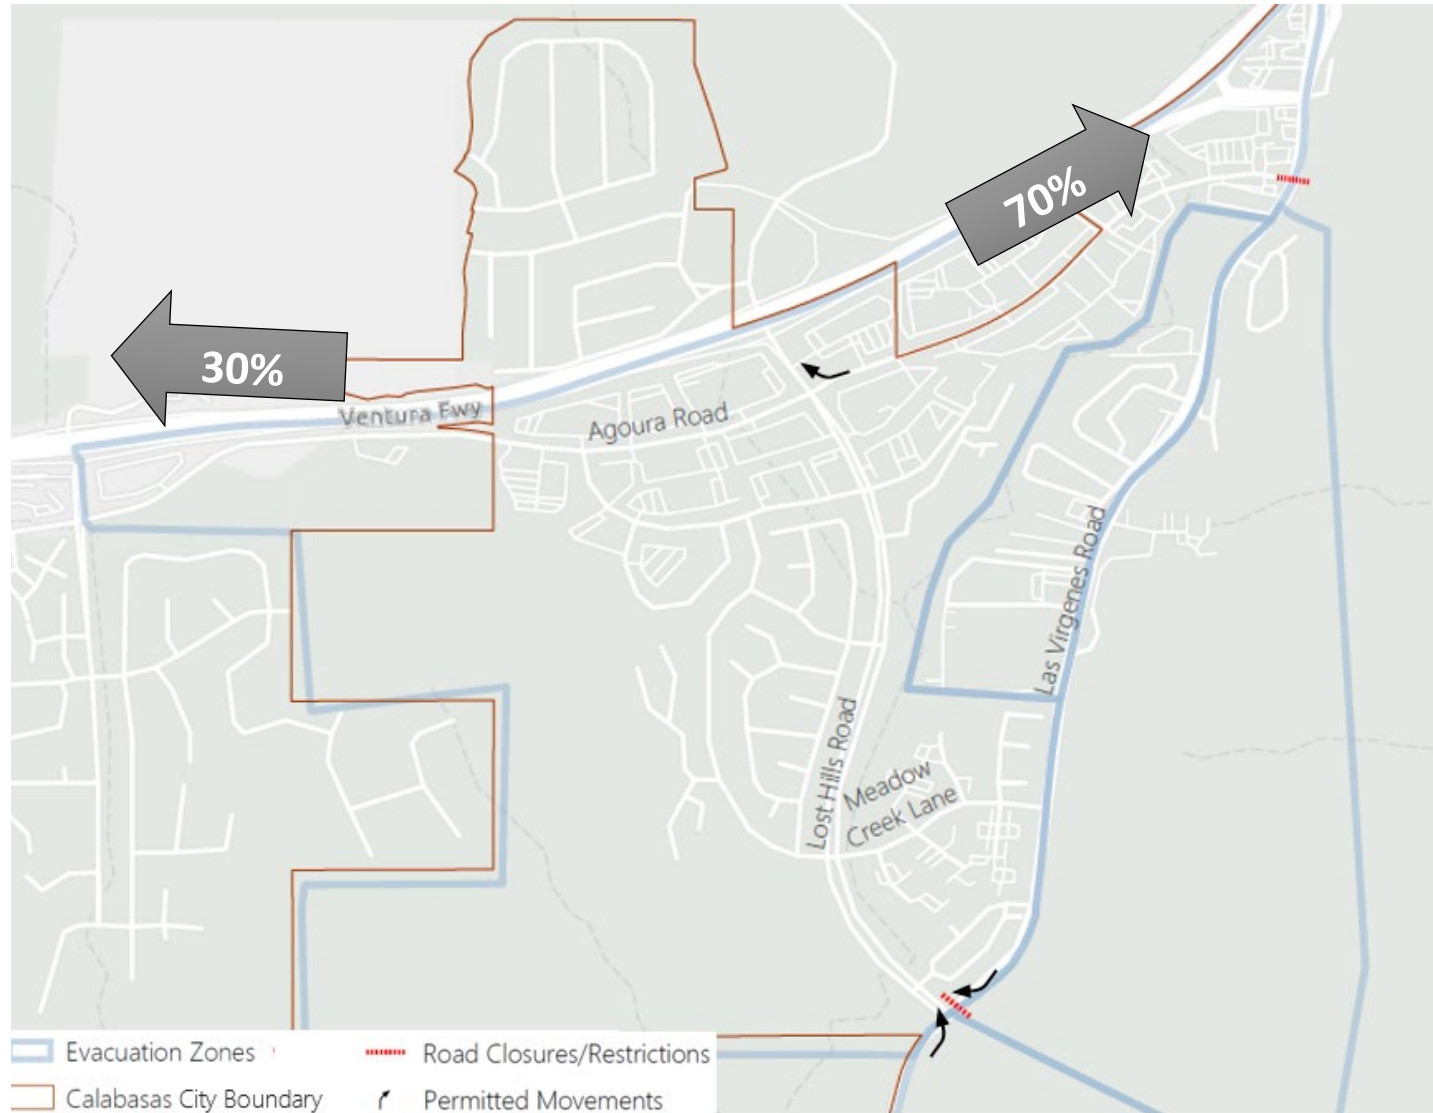 70%
30%
Ventura Fwy
Agoura Road
Las Virgenes Road
Lost Hills Road
Meadow
Creek Lane
Evacuation Zones
Road Closures/Restrictions
Calabasas City Boundary
Permitted Movements